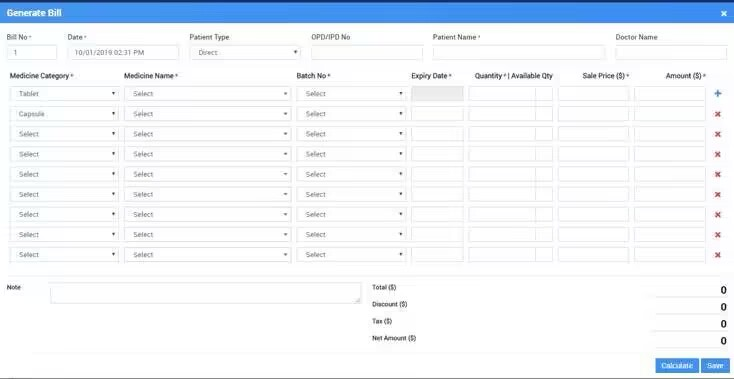 Generate Bill ×
Bill No * Date * Patient Type OPD/IPD No Patient Name * Doctor Name
1 10/01/2019 02:31 PM Direct
Medicine Category * Medicine Name * Batch No * Expiry Date * Quantity * | Available Qty Sale Price ($) * Amount ($) *
Tablet Select Select +
Capsule Select Select ×
Select Select Select ×
Select Select Select ×
Select Select Select ×
Select Select Select ×
Select Select Select ×
Select Select Select ×
Select Select Select ×
Note Total ($) 0
Discount ($) 0
Tax ($) 0
Net Amount ($) 0
Calculate Save